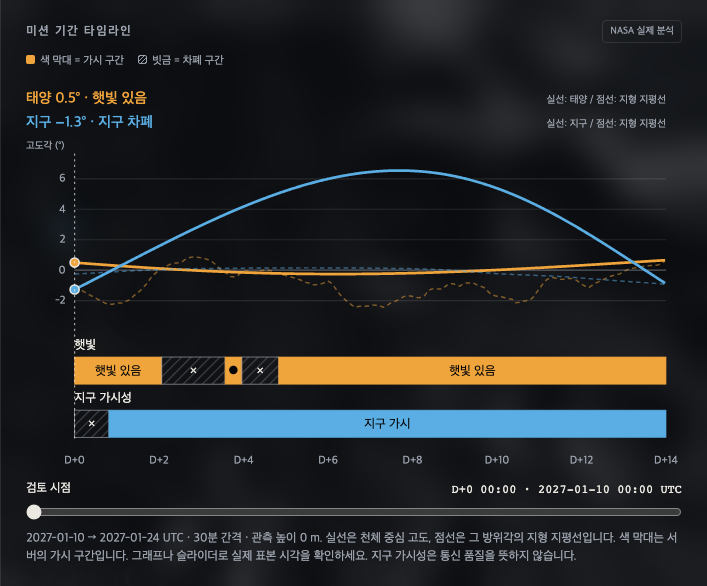 미션 기간 타임라인
NASA 실제 분석
색 막대 = 가시 구간 빗금 = 차폐 구간
태양 0.5° · 햇빛 있음
실선: 태양 / 점선: 지형 지평선
지구 −1.3° · 지구 차폐
실선: 지구 / 점선: 지형 지평선
고도각 (°)
6
4
2
0
-2
햇빛
햇빛 있음 × ● × 햇빛 있음
지구 가시성
× 지구 가시
D+0 D+2 D+4 D+6 D+8 D+10 D+12 D+14
검토 시점
D+0 00:00 · 2027-01-10 00:00 UTC
2027-01-10 → 2027-01-24 UTC · 30분 간격 · 관측 높이 0 m. 실선은 천체 중심 고도, 점선은 그 방위각의 지형 지평선입니다. 색 막대는 서
버의 가시 구간입니다. 그래프나 슬라이더로 실제 표본 시각을 확인하세요. 지구 가시성은 통신 품질을 뜻하지 않습니다.